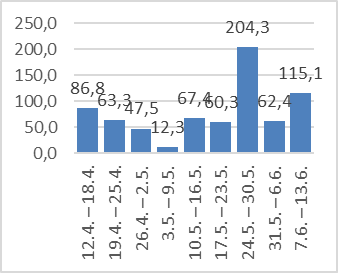 250,0
200,0
150,0
100,0
50,0
0,0
86,8
63,3
47,5
12,3
67,4
60,3
204,3
62,4
115,1
12.4. – 18.4.
19.4. – 25.4.
26.4. – 2.5.
3.5. – 9.5.
10.5. – 16.5.
17.5. – 23.5.
24.5. – 30.5.
31.5. – 6.6.
7.6. – 13.6.